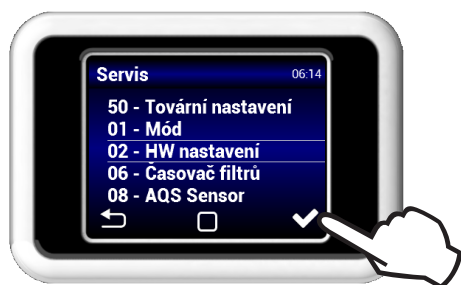 Servis 06:14
50 - Tovární nastavení
01 - Mód
02 - HW nastavení
06 - Časovač filtrů
08 - AQS Sensor